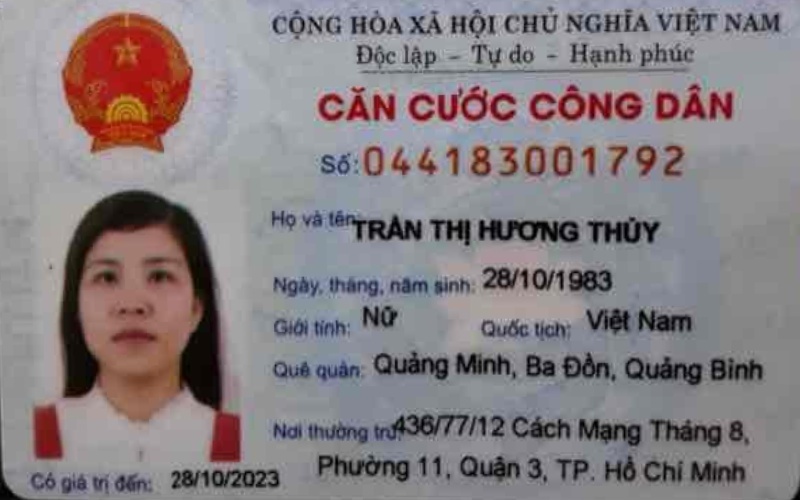 CỘNG HÒA XÃ HỘI CHỦ NGHĨA VIỆT NAM
Độc lập - Tự do - Hạnh phúc
CĂN CƯỚC CÔNG DÂN
Số: 044183001792
Họ và tên: TRẦN THỊ HƯƠNG THỦY
Ngày, tháng, năm sinh: 28/10/1983
Giới tính: Nữ Quốc tịch: Việt Nam
Quê quán: Quảng Minh, Ba Đồn, Quảng Bình
Nơi thường trú: 436/77/12 Cách Mạng Tháng 8,
Phường 11, Quận 3, TP. Hồ Chí Minh
Có giá trị đến: 28/10/2023